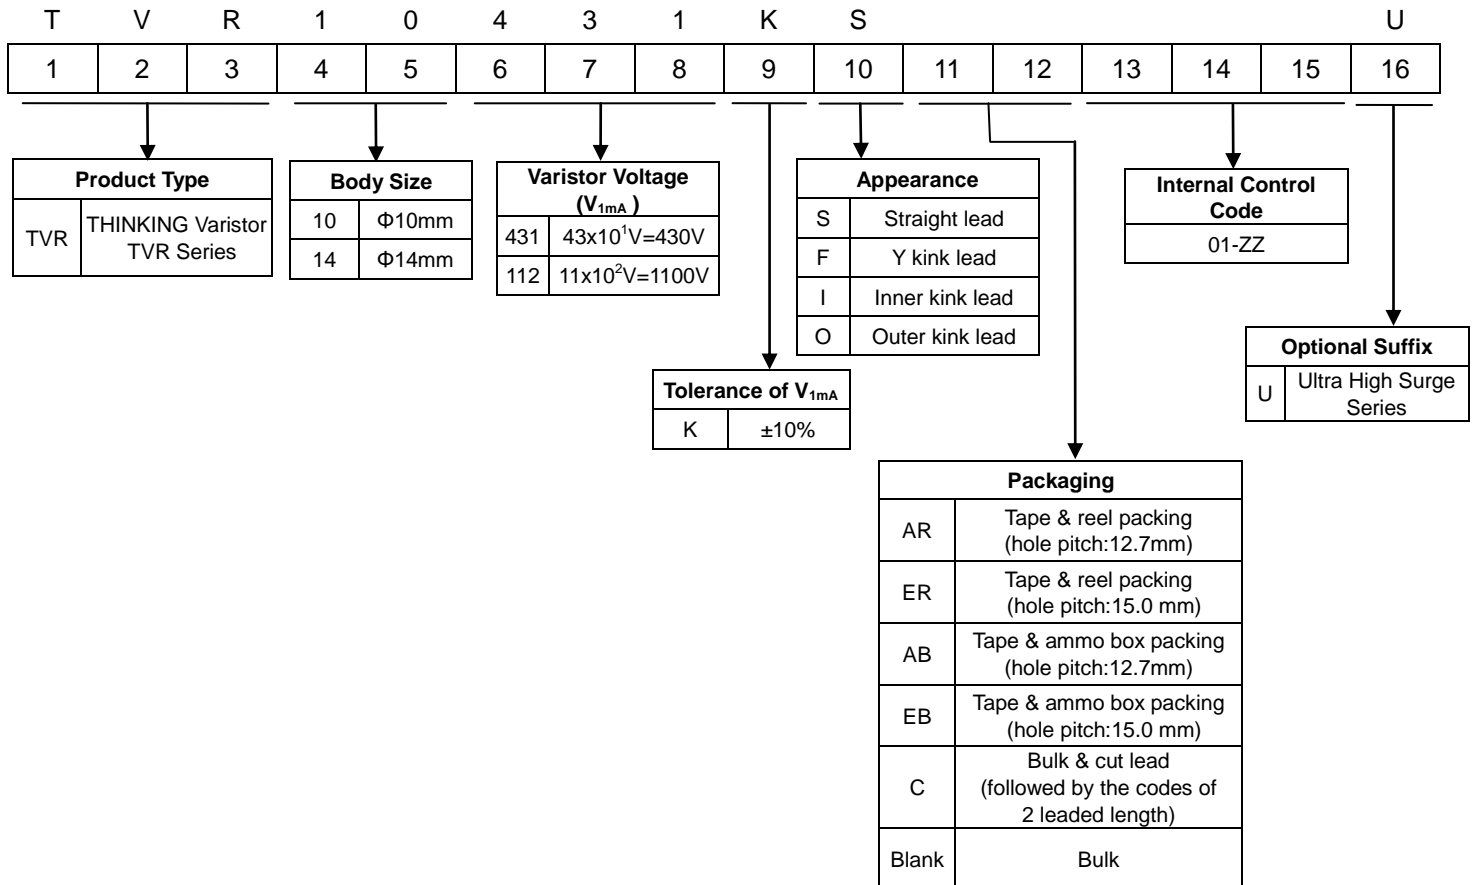 T V R 1 0 4 3 1 K S U
1 2 3 4 5 6 7 8 9 10 11 12 13 14 15 16
Product Type
TVR THINKING Varistor
TVR Series
Body Size
10 Φ10mm
14 Φ14mm
Varistor Voltage
(V1mA )
431 43x10¹V=430V
112 11x10²V=1100V
Appearance
S Straight lead
F Y kink lead
I Inner kink lead
O Outer kink lead
Internal Control
Code
01-ZZ
Optional Suffix
U Ultra High Surge
Series
Tolerance of V1mA
K ±10%
Packaging
AR Tape & reel packing
(hole pitch:12.7mm)
ER Tape & reel packing
(hole pitch:15.0 mm)
AB Tape & ammo box packing
(hole pitch:12.7mm)
EB Tape & ammo box packing
(hole pitch:15.0 mm)
C Bulk & cut lead
(followed by the codes of
2 leaded length)
Blank Bulk